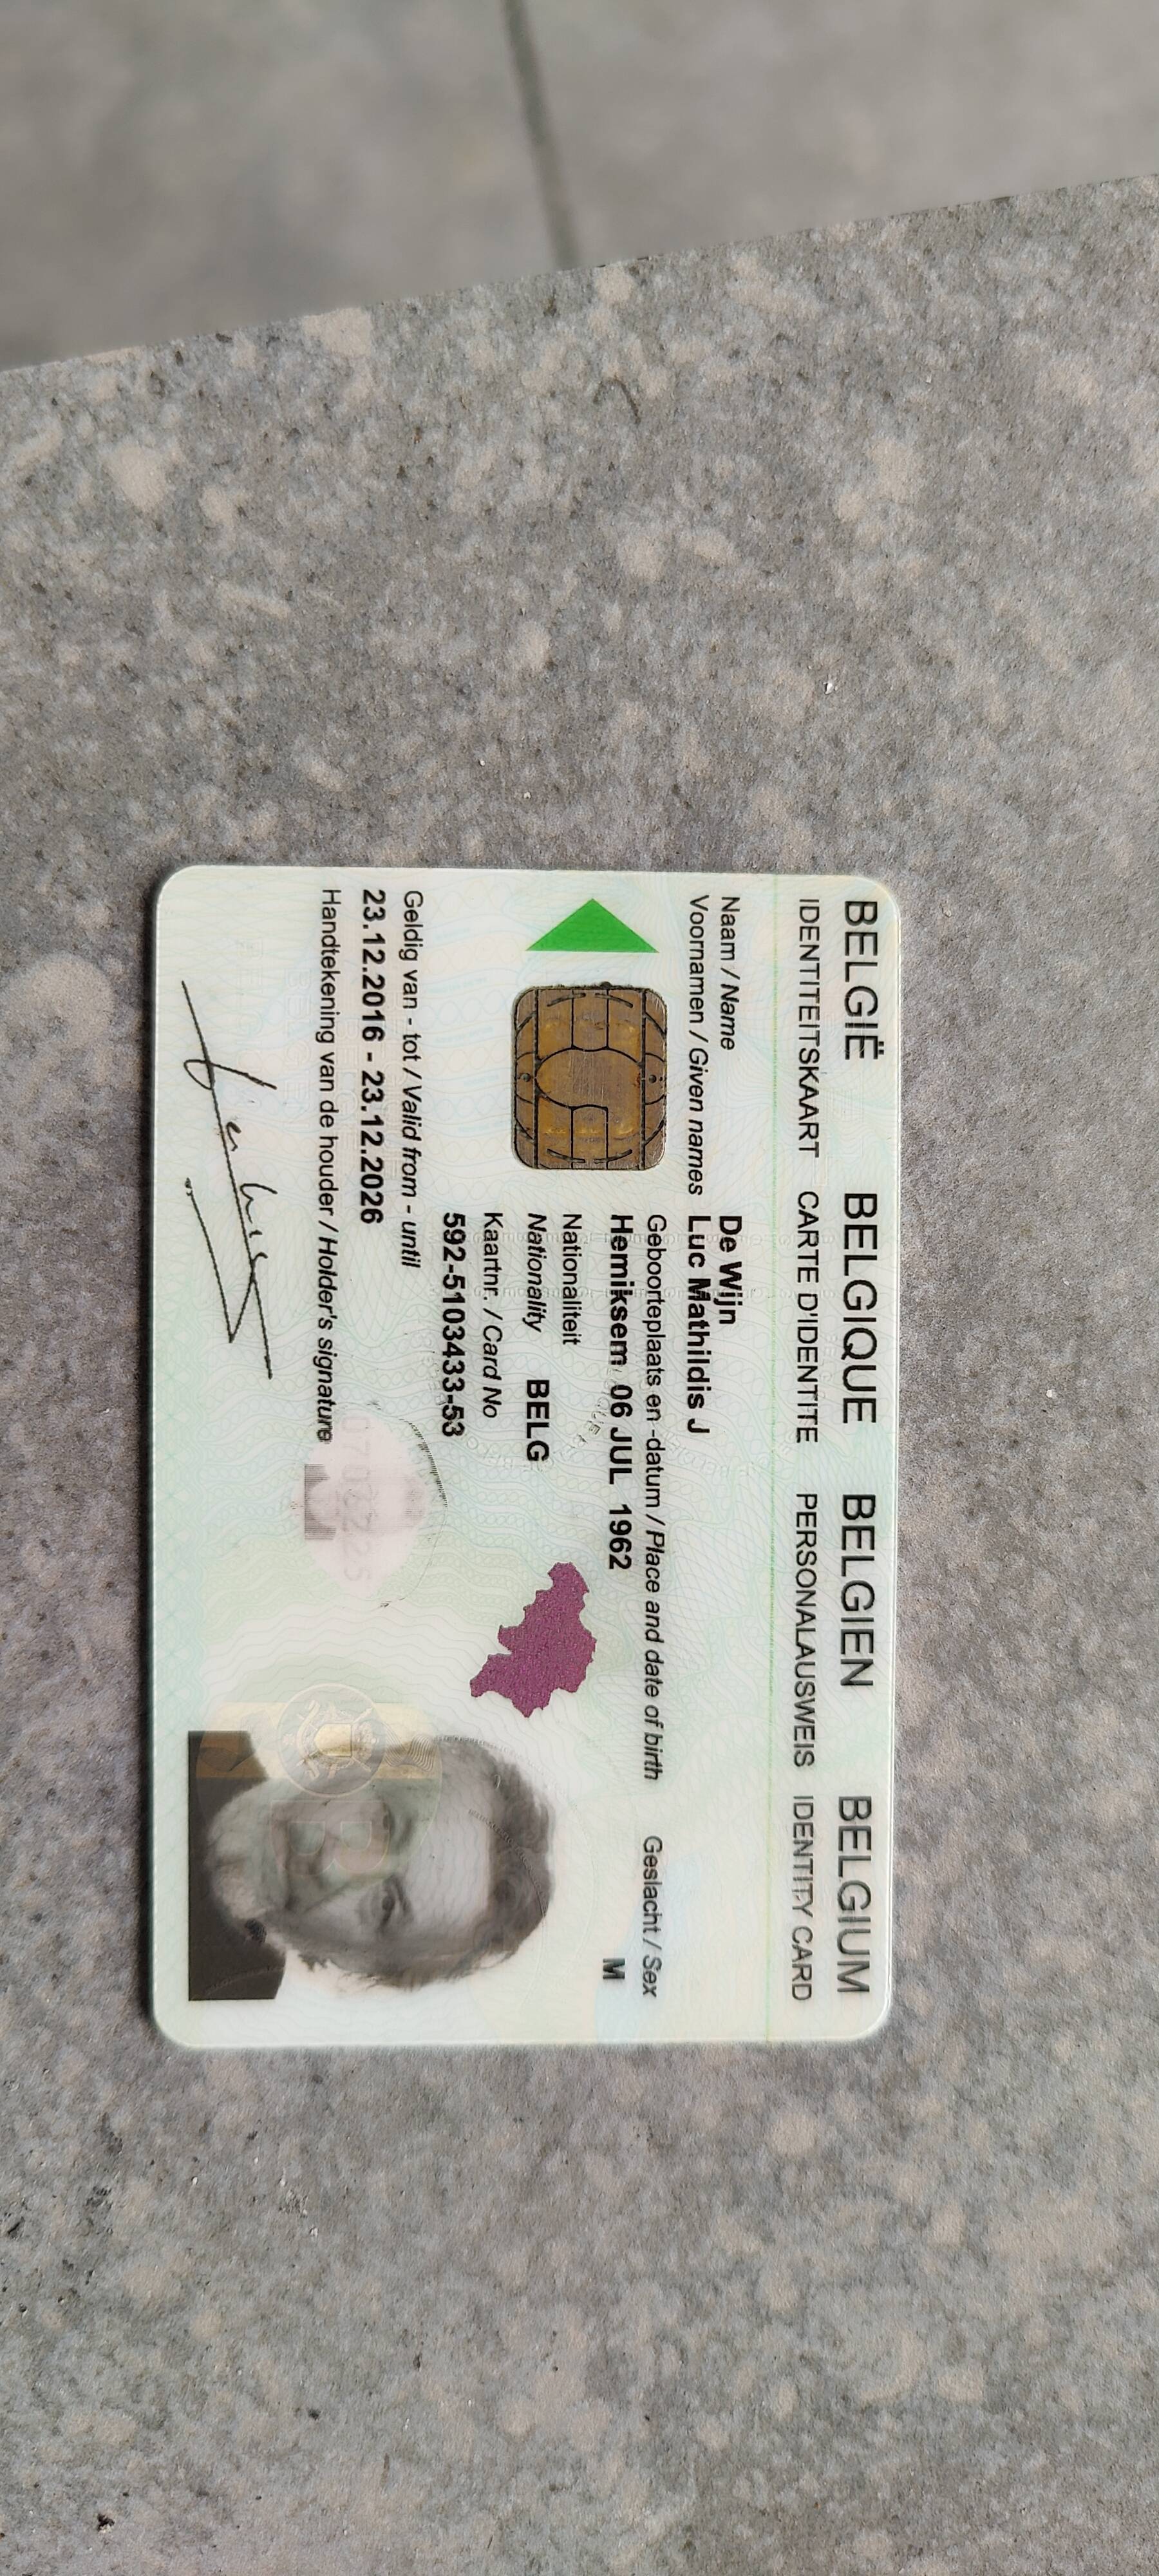 BELGIË BELGIQUE BELGIEN BELGIUM
IDENTITEITSKAART CARTE D'IDENTITE PERSONALAUSWEIS IDENTITY CARD
Naam / Name De Wijn
Voornamen / Given names Luc Mathildis J
Geboorteplaats en -datum / Place and date of birth Geslacht / Sex
Hemiksem 06 JUL 1962 M
Nationaliteit
Nationality BELG
Kaartnr. / Card No
592-5103433-53
Geldig van - tot / Valid from - until
23.12.2016 - 23.12.2026
Handtekening van de houder / Holder's signature